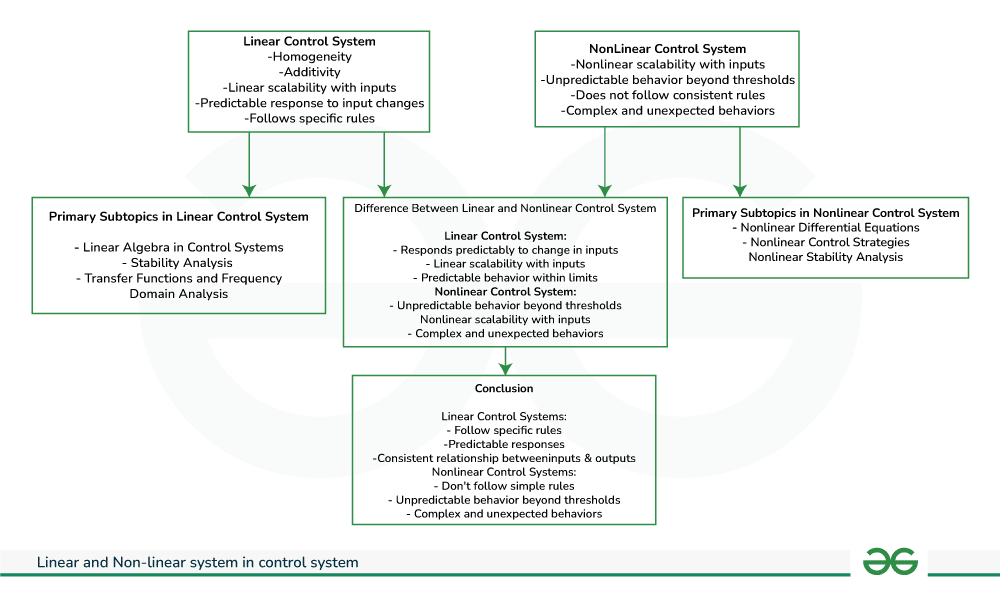 Linear Control System
-Homogeneity
-Additivity
-Linear scalability with inputs
-Predictable response to input changes
-Follows specific rules
NonLinear Control System
-Nonlinear scalability with inputs
-Unpredictable behavior beyond thresholds
-Does not follow consistent rules
-Complex and unexpected behaviors
Primary Subtopics in Linear Control System
- Linear Algebra in Control Systems
- Stability Analysis
- Transfer Functions and Frequency
Domain Analysis
Difference Between Linear and Nonlinear Control System
Linear Control System:
- Responds predictably to change in inputs
- Linear scalability with inputs
- Predictable behavior within limits
Nonlinear Control System:
- Unpredictable behavior beyond thresholds
Nonlinear scalability with inputs
- Complex and unexpected behaviors
Primary Subtopics in Nonlinear Control System
- Nonlinear Differential Equations
- Nonlinear Control Strategies
Nonlinear Stability Analysis
Conclusion
Linear Control Systems:
- Follow specific rules
-Predictable responses
-Consistent relationship betweeninputs & outputs
Nonlinear Control Systems:
- Don't follow simple rules
- Unpredictable behavior beyond thresholds
- Complex and unexpected behaviors
Linear and Non-linear system in control system